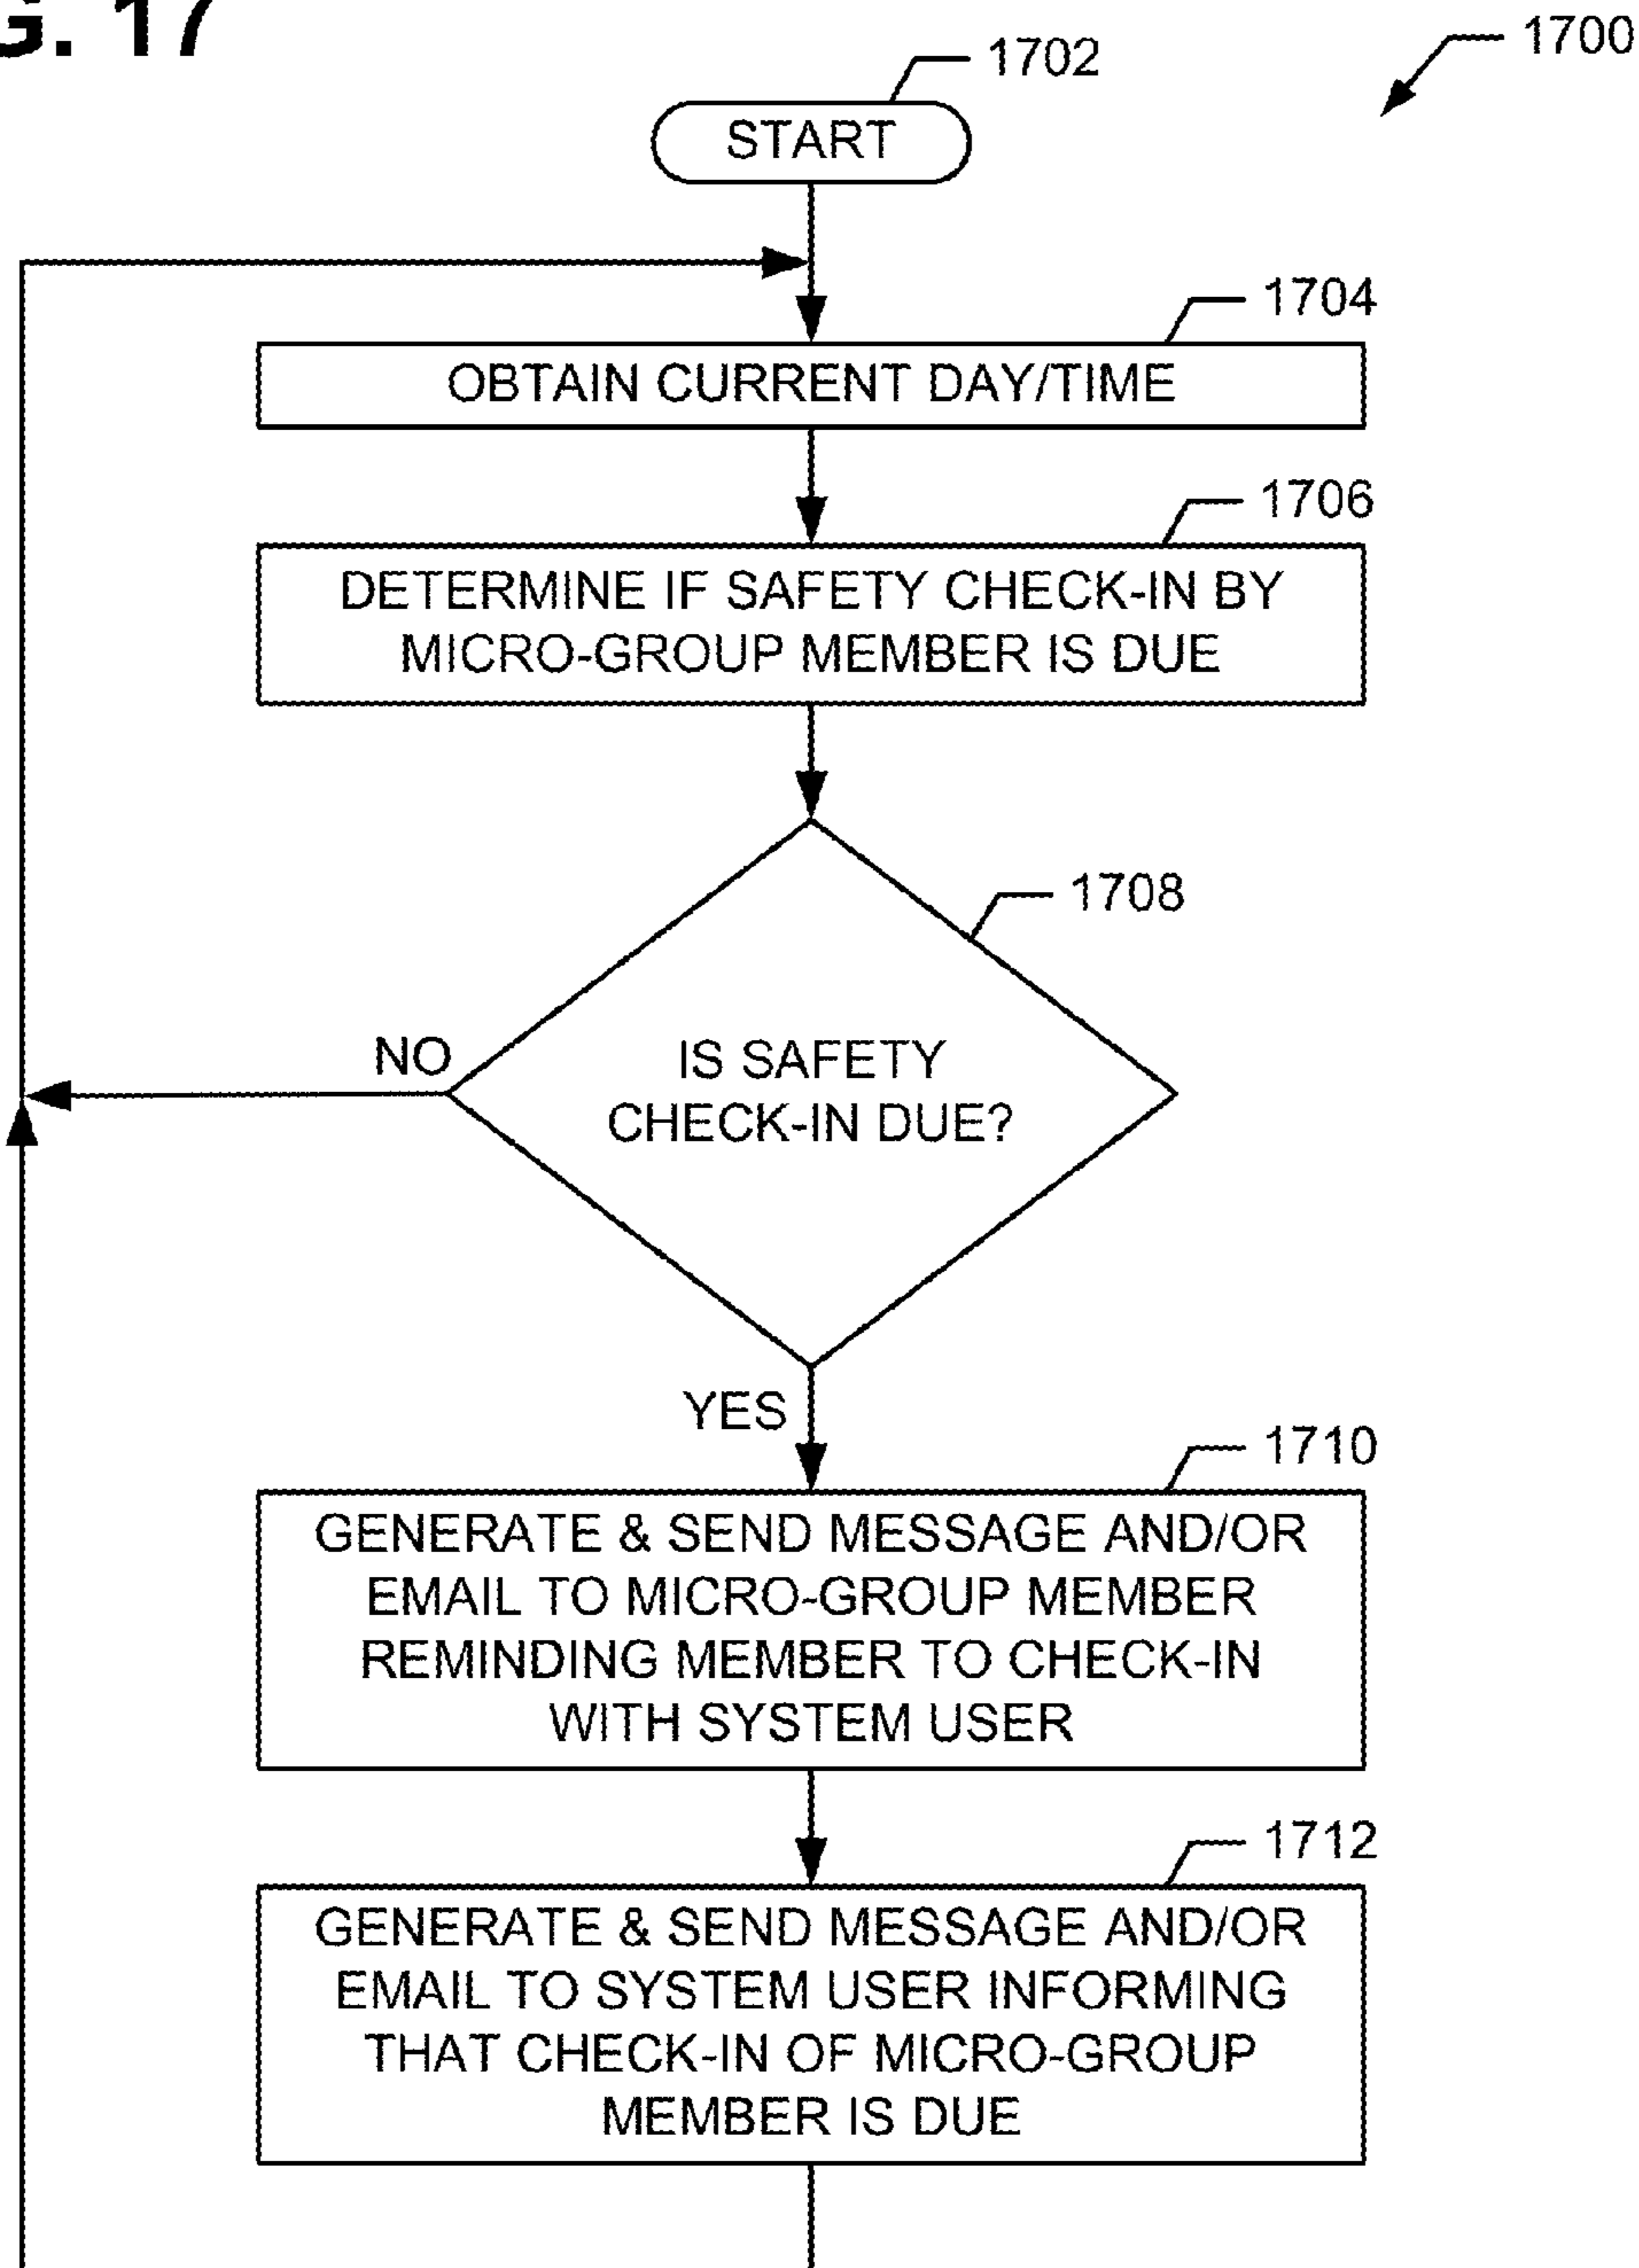 G. 17
1700
1702
START
1704
OBTAIN CURRENT DAY/TIME
1706
DETERMINE IF SAFETY CHECK-IN BY
MICRO-GROUP MEMBER IS DUE
1708
NO
IS SAFETY
CHECK-IN DUE?
YES
1710
GENERATE & SEND MESSAGE AND/OR
EMAIL TO MICRO-GROUP MEMBER
REMINDING MEMBER TO CHECK-IN
WITH SYSTEM USER
1712
GENERATE & SEND MESSAGE AND/OR
EMAIL TO SYSTEM USER INFORMING
THAT CHECK-IN OF MICRO-GROUP
MEMBER IS DUE